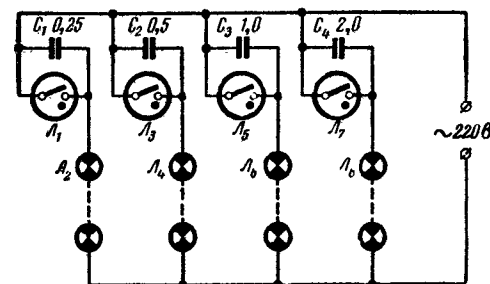 C₁ 0,25 C₂ 0,5 C₃ 1,0 C₄ 2,0
Л₁ Л₃ Л₅ Л₇
~220в
Л₂ Л₄ Л₆ Л₆